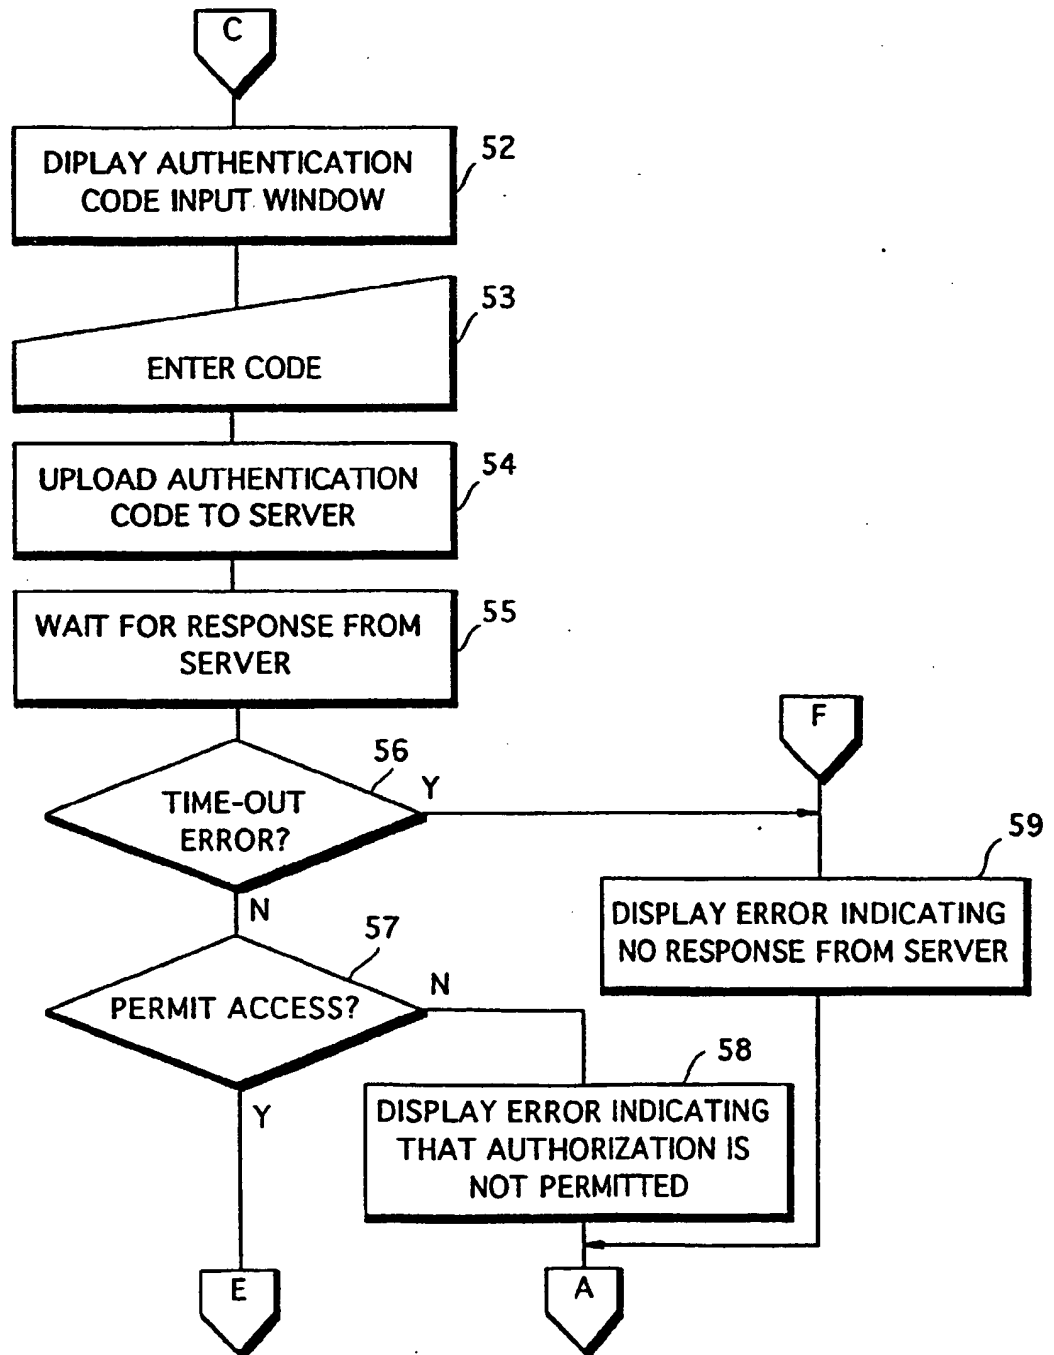 C
52
DIPLAY AUTHENTICATION
CODE INPUT WINDOW
53
ENTER CODE
54
UPLOAD AUTHENTICATION
CODE TO SERVER
55
WAIT FOR RESPONSE FROM
SERVER
F
56
Y
TIME-OUT
ERROR?
59
N
DISPLAY ERROR INDICATING
NO RESPONSE FROM SERVER
57
N
PERMIT ACCESS?
58
Y
DISPLAY ERROR INDICATING
THAT AUTHORIZATION IS
NOT PERMITTED
E
A